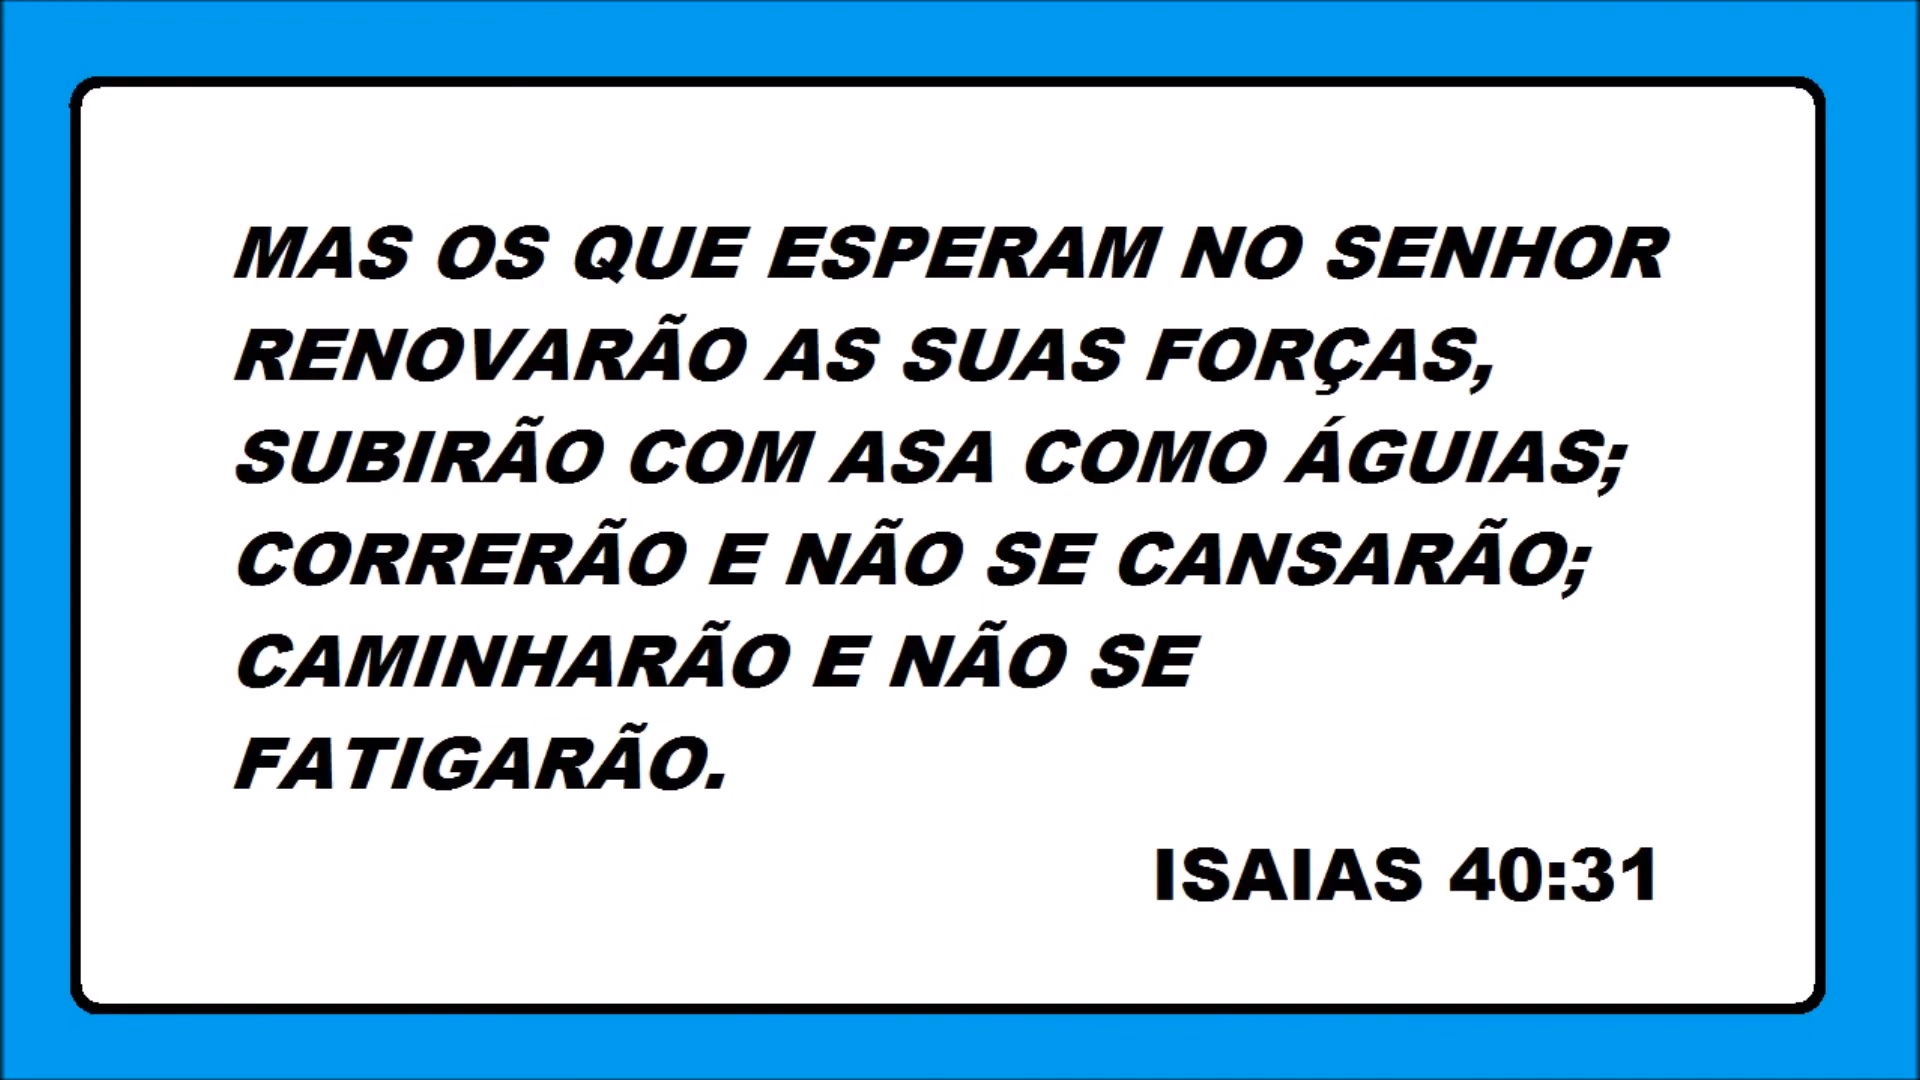 MAS OS QUE ESPERAM NO SENHOR
RENOVARÃO AS SUAS FORÇAS,
SUBIRÃO COM ASA COMO ÁGUIAS;
CORRERÃO E NÃO SE CANSARÃO;
CAMINHARÃO E NÃO SE
FATIGARÃO.
ISAIAS 40:31